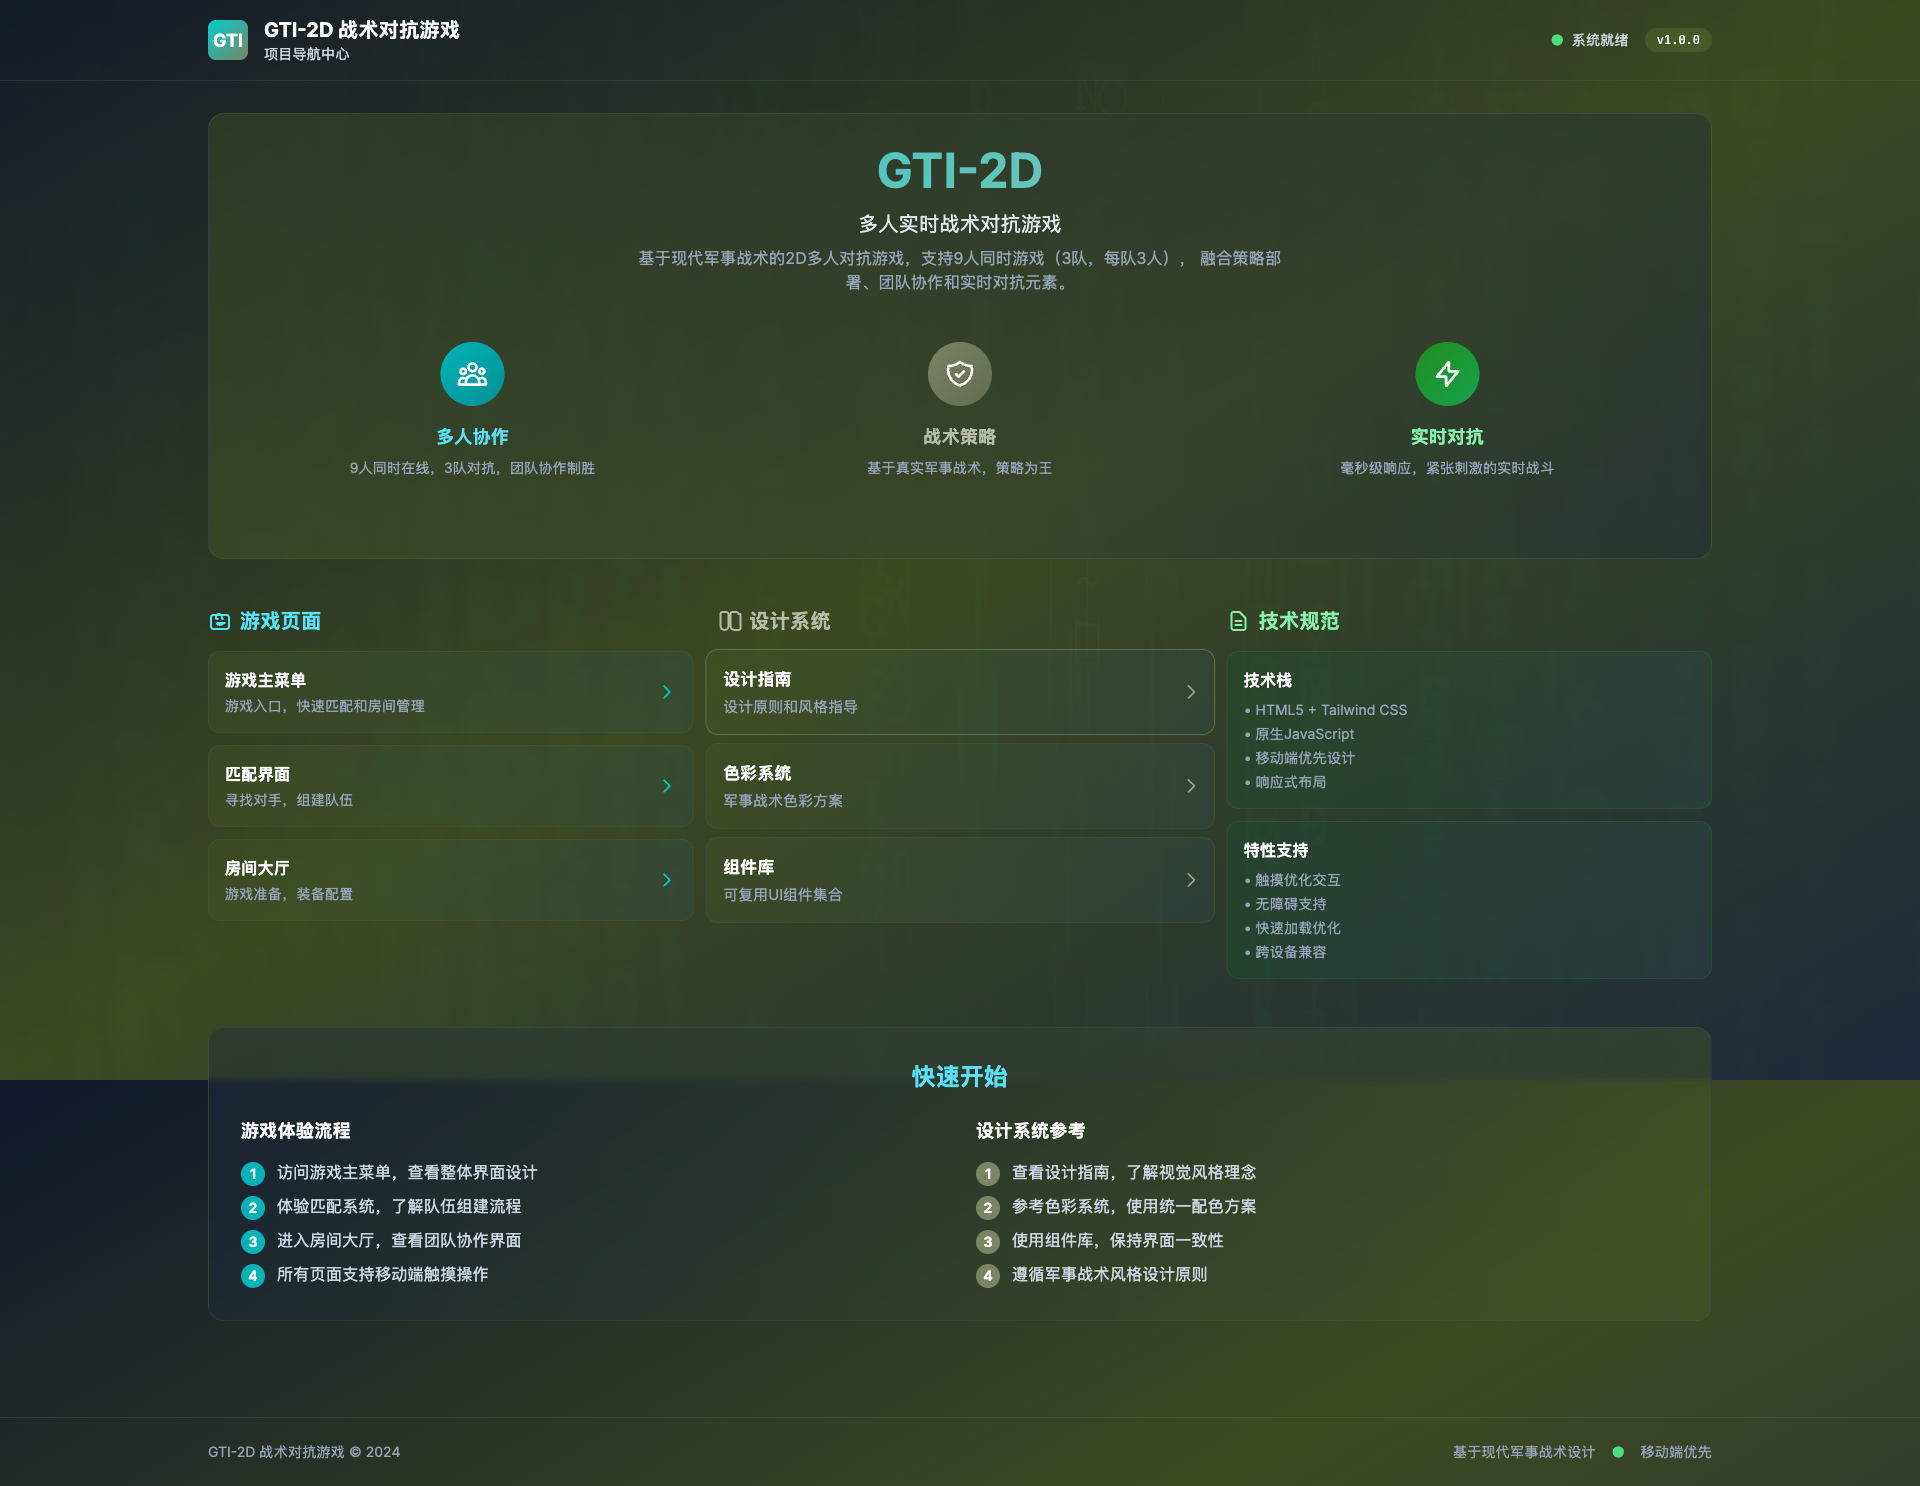 GTI
GTI-2D 战术对抗游戏
项目导航中心
系统就绪
v1.0.0
GTI-2D
多人实时战术对抗游戏
基于现代军事战术的2D多人对抗游戏，支持9人同时游戏（3队，每队3人）， 融合策略部
署、团队协作和实时对抗元素。
多人协作
9人同时在线，3队对抗，团队协作制胜
战术策略
基于真实军事战术，策略为王
实时对抗
毫秒级响应，紧张刺激的实时战斗
游戏页面
游戏主菜单
游戏入口，快速匹配和房间管理
匹配界面
寻找对手，组建队伍
房间大厅
游戏准备，装备配置
设计系统
设计指南
设计原则和风格指导
色彩系统
军事战术色彩方案
组件库
可复用UI组件集合
技术规范
技术栈
• HTML5 + Tailwind CSS
• 原生JavaScript
• 移动端优先设计
• 响应式布局
特性支持
• 触摸优化交互
• 无障碍支持
• 快速加载优化
• 跨设备兼容
快速开始
游戏体验流程
1 访问游戏主菜单，查看整体界面设计
2 体验匹配系统，了解队伍组建流程
3 进入房间大厅，查看团队协作界面
4 所有页面支持移动端触摸操作
设计系统参考
1 查看设计指南，了解视觉风格理念
2 参考色彩系统，使用统一配色方案
3 使用组件库，保持界面一致性
4 遵循军事战术风格设计原则
GTI-2D 战术对抗游戏 © 2024
基于现代军事战术设计
移动端优先